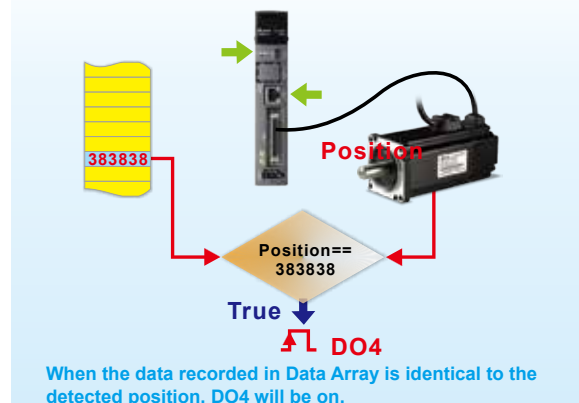 383838
Position
Position==
383838
True
DO4
When the data recorded in Data Array is identical to the
detected position, DO4 will be on.